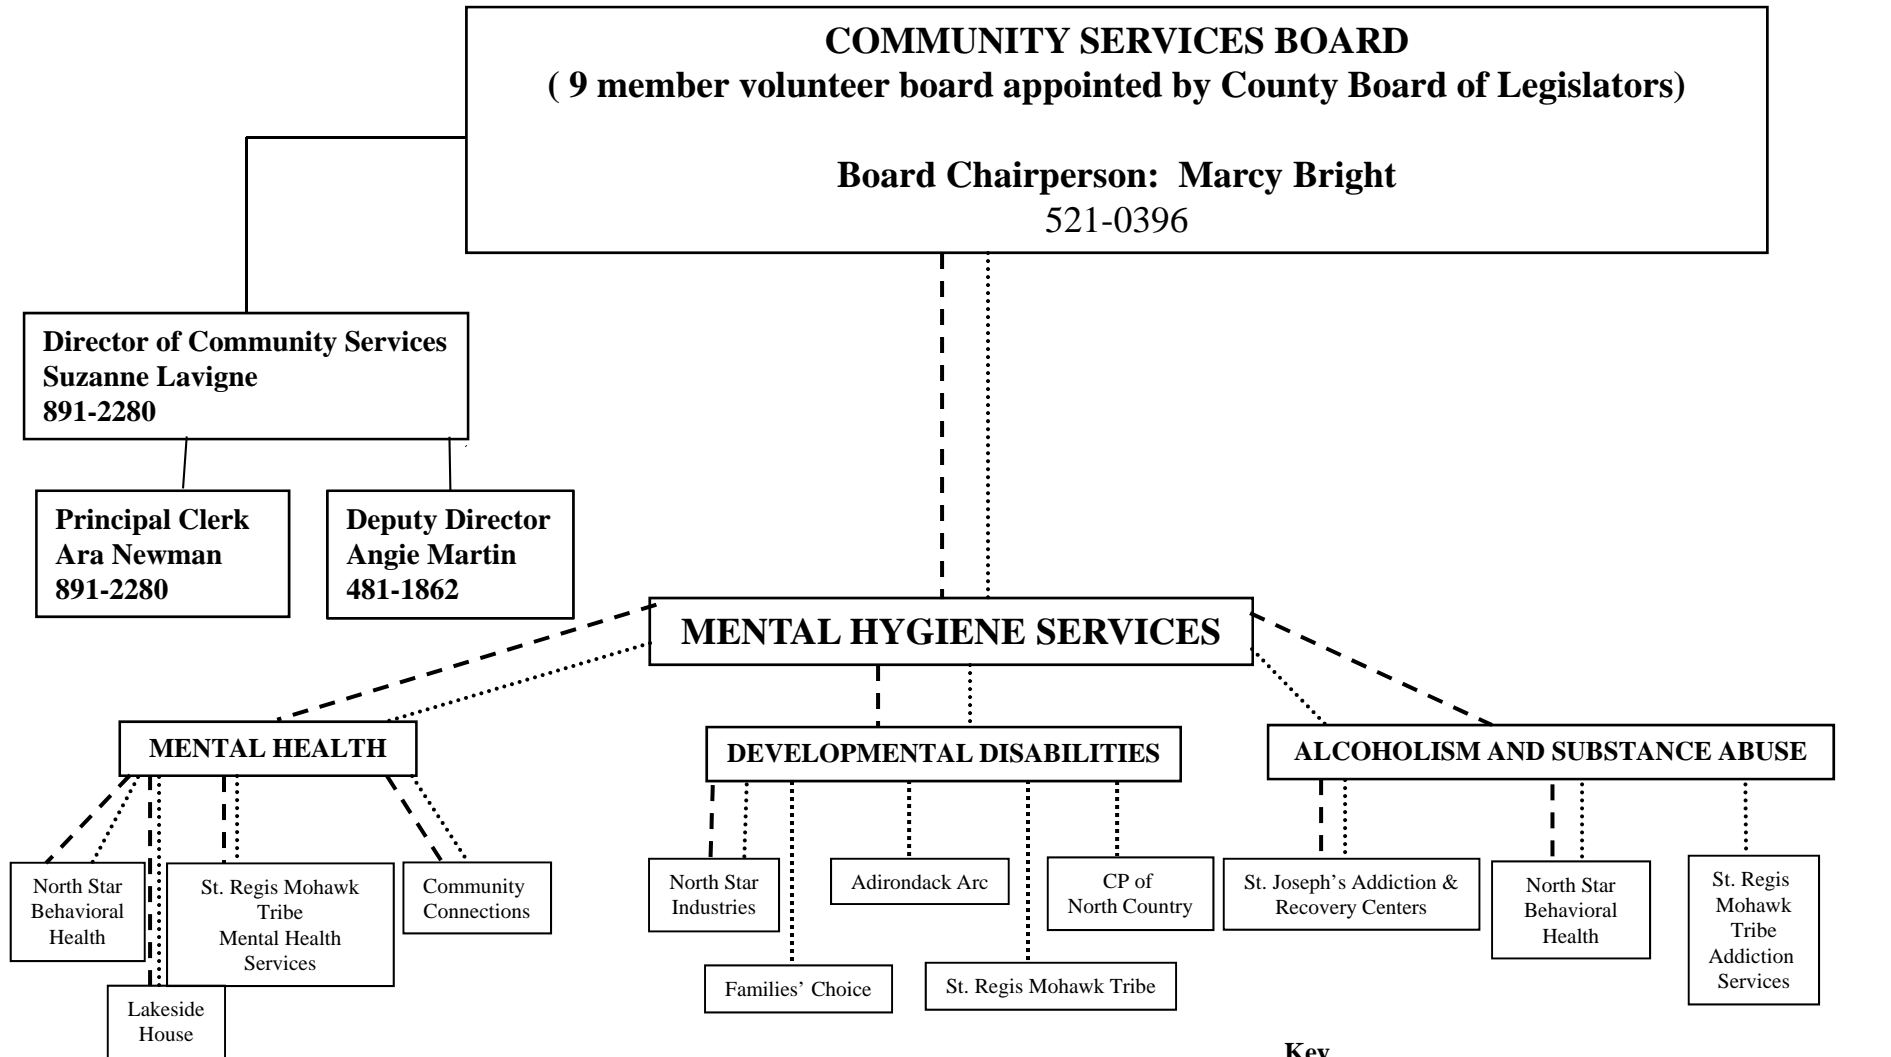 COMMUNITY SERVICES BOARD
( 9 member volunteer board appointed by County Board of Legislators)
Board Chairperson:  Marcy Bright
521-0396
Director of Community Services
Suzanne Lavigne
891-2280
Principal Clerk
Ara Newman
891-2280
Deputy Director
Angie Martin
481-1862
MENTAL HYGIENE SERVICES
MENTAL HEALTH
DEVELOPMENTAL DISABILITIES
ALCOHOLISM AND SUBSTANCE ABUSE
North Star
Behavioral
Health
St. Regis Mohawk
Tribe
Mental Health
Services
Community
Connections
Lakeside
House
North Star
Industries
Adirondack Arc
CP of
North Country
Families’ Choice
St. Regis Mohawk Tribe
St. Joseph’s Addiction &
Recovery Centers
North Star
Behavioral
Health
St. Regis
Mohawk
Tribe
Addiction
Services
Key